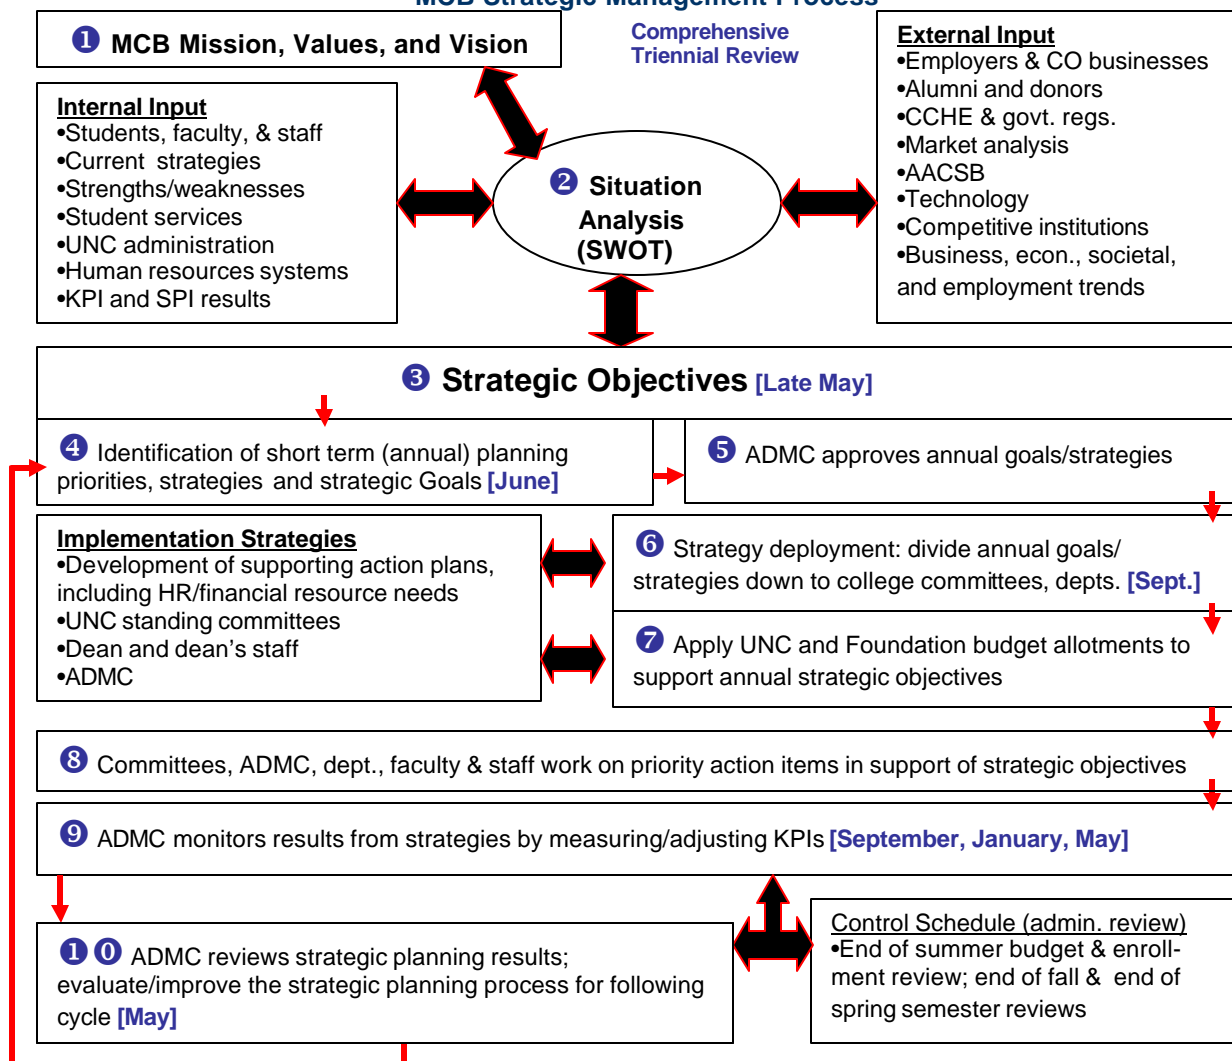 MCB Strategic Management Process
❶ MCB Mission, Values, and Vision
Comprehensive
Triennial Review
External Input
•Employers & CO businesses
•Alumni and donors
•CCHE & govt. regs.
•Market analysis
•AACSB
•Technology
•Competitive institutions
•Business, econ., societal,
and employment trends
Internal Input
•Students, faculty, & staff
•Current strategies
•Strengths/weaknesses
•Student services
•UNC administration
•Human resources systems
•KPI and SPI results
❷ Situation
Analysis
(SWOT)
❸ Strategic Objectives [Late May]
❹ Identification of short term (annual) planning
priorities, strategies and strategic Goals [June]
❺ ADMC approves annual goals/strategies
Implementation Strategies
•Development of supporting action plans,
including HR/financial resource needs
•UNC standing committees
•Dean and dean's staff
•ADMC
❻ Strategy deployment: divide annual goals/
strategies down to college committees, depts. [Sept.]
❼ Apply UNC and Foundation budget allotments to
support annual strategic objectives
❽ Committees, ADMC, dept., faculty & staff work on priority action items in support of strategic objectives
❾ ADMC monitors results from strategies by measuring/adjusting KPIs [September, January, May]
❶⓿ ADMC reviews strategic planning results;
evaluate/improve the strategic planning process for following
cycle [May]
Control Schedule (admin. review)
•End of summer budget & enroll-
ment review; end of fall & end of
spring semester reviews